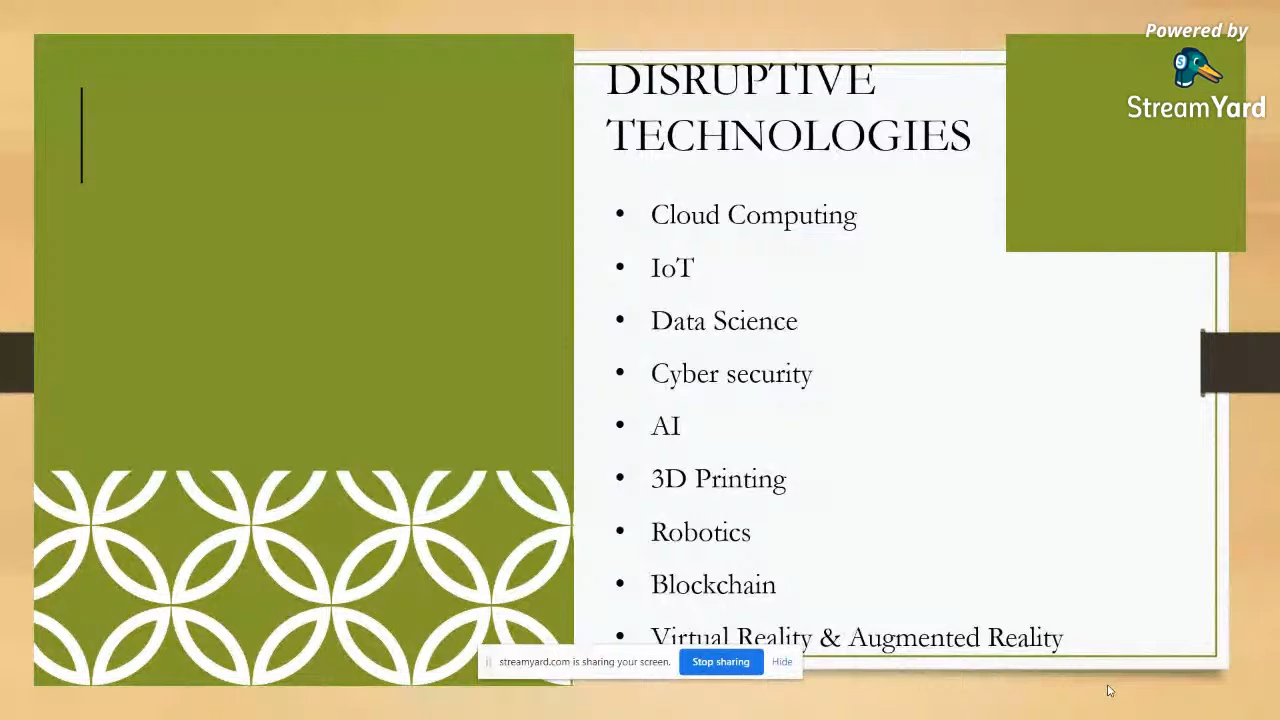 Powered by
StreamYard
DISRUPTIVE
TECHNOLOGIES
• Cloud Computing
• IoT
• Data Science
• Cyber security
• AI
• 3D Printing
• Robotics
• Blockchain
• Virtual Reality & Augmented Reality
streamyard.com is sharing your screen. Stop sharing Hide